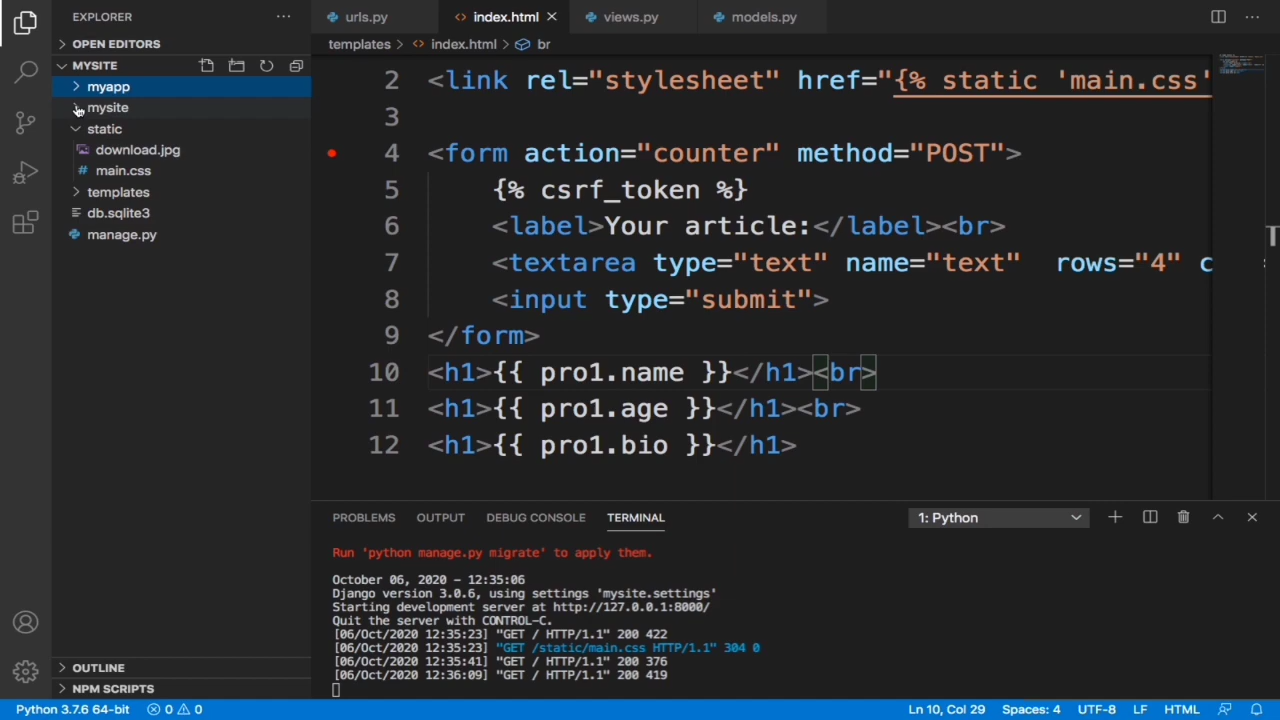 EXPLORER
OPEN EDITORS
MYSITE
myapp
mysite
static
download.jpg
# main.css
templates
db.sqlite3
manage.py
OUTLINE
NPM SCRIPTS
urls.py <> index.html views.py models.py
templates > <> index.html > br
2 <link rel="stylesheet" href="{% static 'main.css'
3
4 <form action="counter" method="POST">
5 {% csrf_token %}
6 <label>Your article:</label><br>
7 <textarea type="text" name="text" rows="4" c
8 <input type="submit">
9 </form>
10 <h1>{{ pro1.name }}</h1><br>
11 <h1>{{ pro1.age }}</h1><br>
12 <h1>{{ pro1.bio }}</h1>
PROBLEMS OUTPUT DEBUG CONSOLE TERMINAL 1: Python
Run 'python manage.py migrate' to apply them.
October 06, 2020 - 12:35:06
Django version 3.0.6, using settings 'mysite.settings'
Starting development server at http://127.0.0.1:8000/
Quit the server with CONTROL-C.
[06/Oct/2020 12:35:23] "GET / HTTP/1.1" 200 422
[06/Oct/2020 12:35:23] "GET /static/main.css HTTP/1.1" 304 0
[06/Oct/2020 12:35:41] "GET / HTTP/1.1" 200 376
[06/Oct/2020 12:36:09] "GET / HTTP/1.1" 200 419
Python 3.7.6 64-bit 0 0 Ln 10, Col 29 Spaces: 4 UTF-8 LF HTML